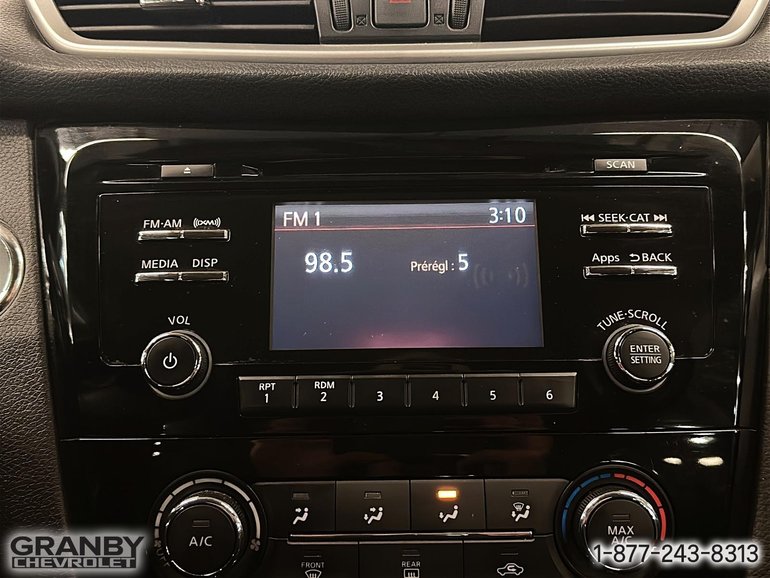 SCAN
FM·AM
((XM))
SEEK·CAT
MEDIA DISP
Apps BACK
FM 1 3:10
98.5 Prérégl : 5
VOL
TUNE·SCROLL
ENTER
SETTING
RPT RDM
1 2 3 4 5 6
A/C
MAX
A/C
FRONT REAR
GRANBY
CHEVROLET
1-877-243-8313